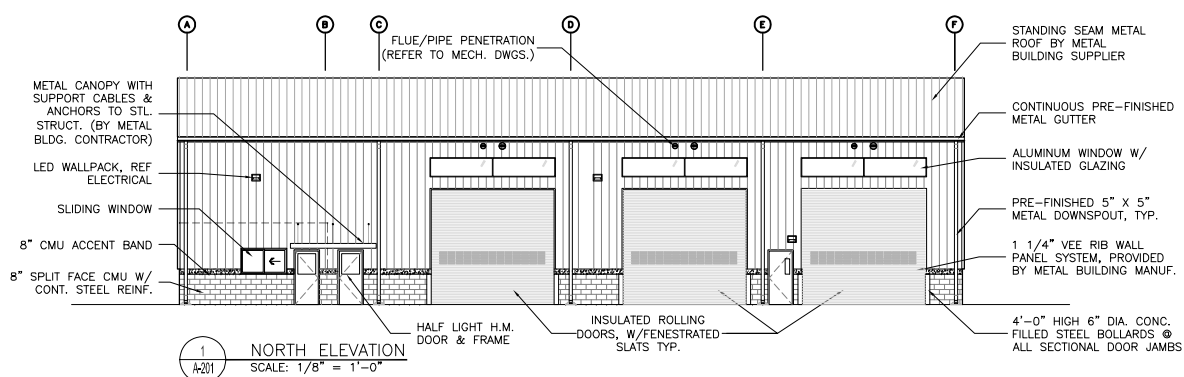 A
B
C
D
E
F
FLUE/PIPE PENETRATION
(REFER TO MECH. DWGS.)
STANDING SEAM METAL
ROOF BY METAL
BUILDING SUPPLIER
METAL CANOPY WITH
SUPPORT CABLES &
ANCHORS TO STL.
STRUCT. (BY METAL
BLDG. CONTRACTOR)
CONTINUOUS PRE-FINISHED
METAL GUTTER
LED WALLPACK, REF
ELECTRICAL
ALUMINUM WINDOW W/
INSULATED GLAZING
SLIDING WINDOW
PRE-FINISHED 5" X 5"
METAL DOWNSPOUT, TYP.
8" CMU ACCENT BAND
1 1/4" VEE RIB WALL
PANEL SYSTEM, PROVIDED
BY METAL BUILDING MANUF.
8" SPLIT FACE CMU W/
CONT. STEEL REINF.
HALF LIGHT H.M.
DOOR & FRAME
INSULATED ROLLING
DOORS, W/FENESTRATED
SLATS TYP.
4'-0" HIGH 6" DIA. CONC.
FILLED STEEL BOLLARDS @
ALL SECTIONAL DOOR JAMBS
1
A-201
NORTH ELEVATION
SCALE: 1/8" = 1'-0"